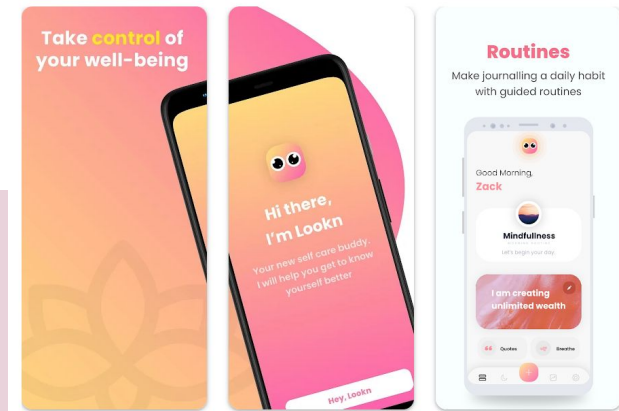 Take control of
your well-being
Hi there,
I'm Lookn
Your new self care buddy.
I will help you get to know
yourself better
Hey, Lookn
Routines
Make journalling a daily habit
with guided routines
Good Morning,
Zack
Mindfullness
Let's begin your day
I am creating
unlimited wealth
Quotes
Breathe